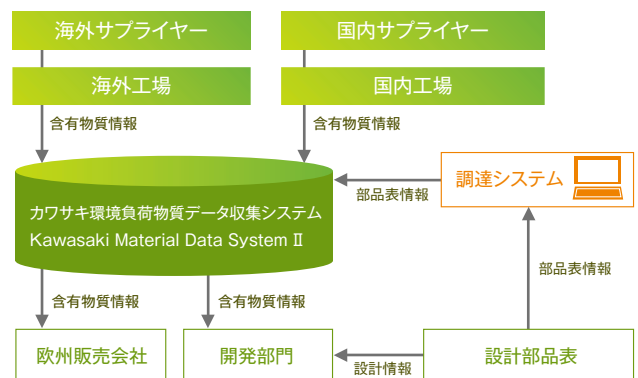 海外サプライヤー
国内サプライヤー
海外工場
国内工場
含有物質情報
含有物質情報
カワサキ環境負荷物質データ収集システム
Kawasaki Material Data System Ⅱ
部品表情報
調達システム
部品表情報
含有物質情報
含有物質情報
欧州販売会社
開発部門
設計情報
設計部品表